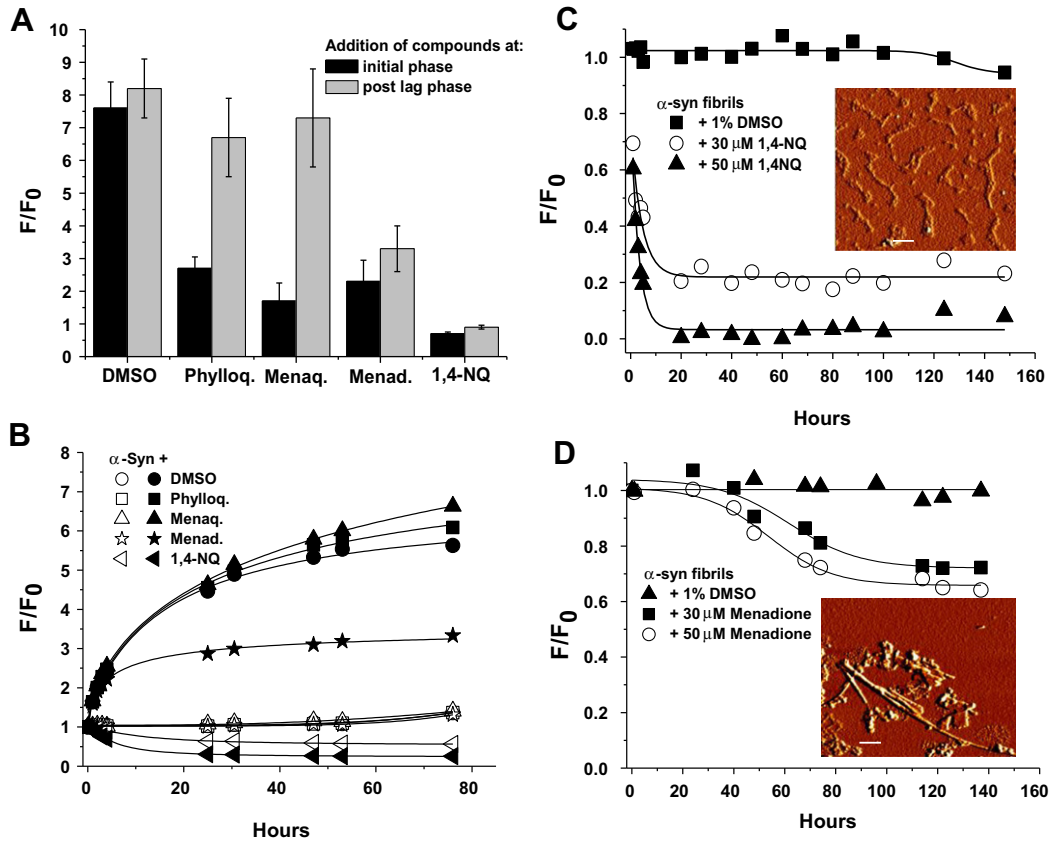 A
Addition of compounds at:
initial phase
post lag phase
F/F0
10
9
8
7
6
5
4
3
2
1
0
DMSO Phylloq. Menaq. Menad. 1,4-NQ
B
α-Syn +
DMSO
Phylloq.
Menaq.
Menad.
1,4-NQ
F/F0
8
7
6
5
4
3
2
1
0
0 20 40 60 80
Hours
C
α-syn fibrils
+ 1% DMSO
+ 30 μM 1,4-NQ
+ 50 μM 1,4NQ
F/F0
1.0
0.8
0.6
0.4
0.2
0.0
0 20 40 60 80 100 120 140 160
Hours
D
α-syn fibrils
+ 1% DMSO
+ 30 μM Menadione
+ 50 μM Menadione
F/F0
1.0
0.8
0.6
0.4
0.2
0.0
0 20 40 60 80 100 120 140 160
Hours